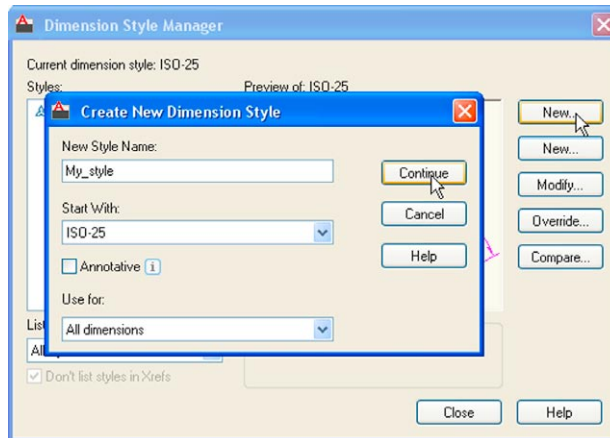 Dimension Style Manager
Current dimension style: ISO-25
Styles:
Preview of: ISO-25
Create New Dimension Style
New Style Name:
My_style
Start With:
ISO-25
Annotative
Use for:
All dimensions
Continue
Cancel
Help
New...
New...
Modify...
Override...
Compare...
Don't list styles in Xrefs
Close
Help